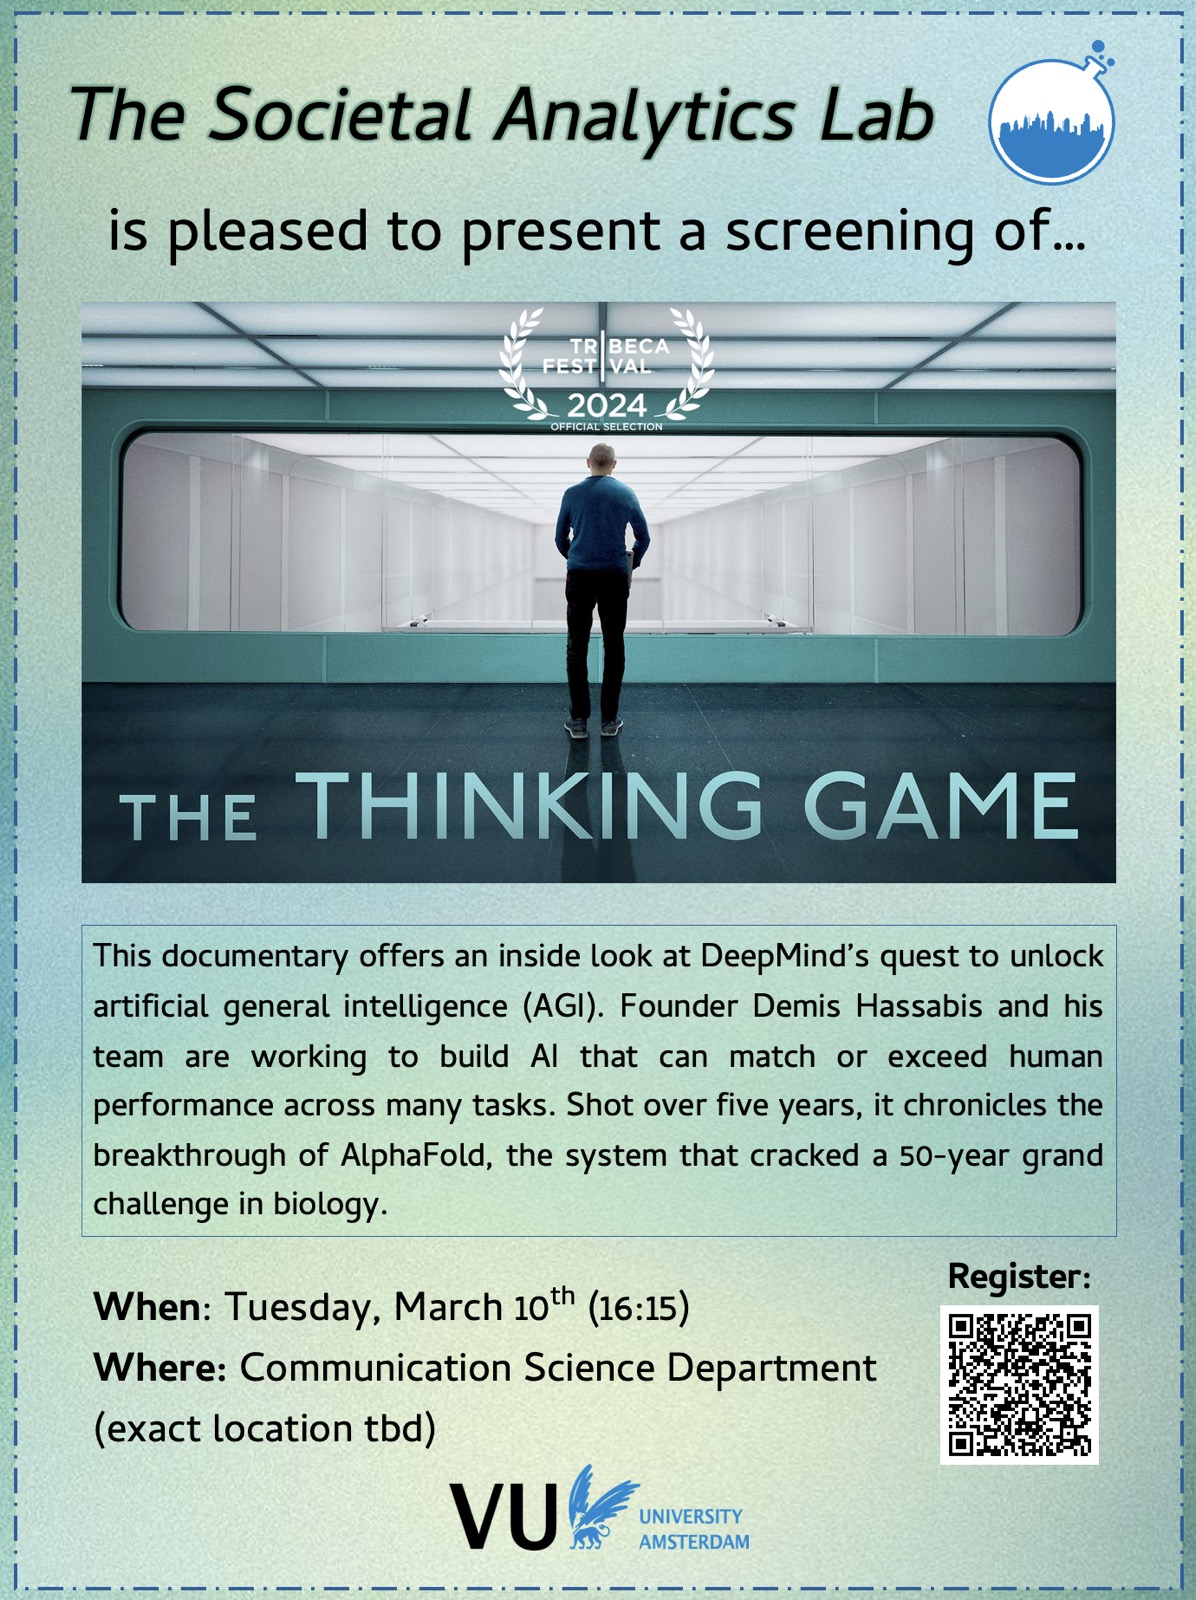 The Societal Analytics Lab
is pleased to present a screening of...
TRIBECA
FESTIVAL
2024
OFFICIAL SELECTION
THE THINKING GAME
This documentary offers an inside look at DeepMind’s quest to unlock
artificial general intelligence (AGI). Founder Demis Hassabis and his
team are working to build AI that can match or exceed human
performance across many tasks. Shot over five years, it chronicles the
breakthrough of AlphaFold, the system that cracked a 50-year grand
challenge in biology.
Register:
When: Tuesday, March 10th (16:15)
Where: Communication Science Department
(exact location tbd)
VU UNIVERSITY
AMSTERDAM